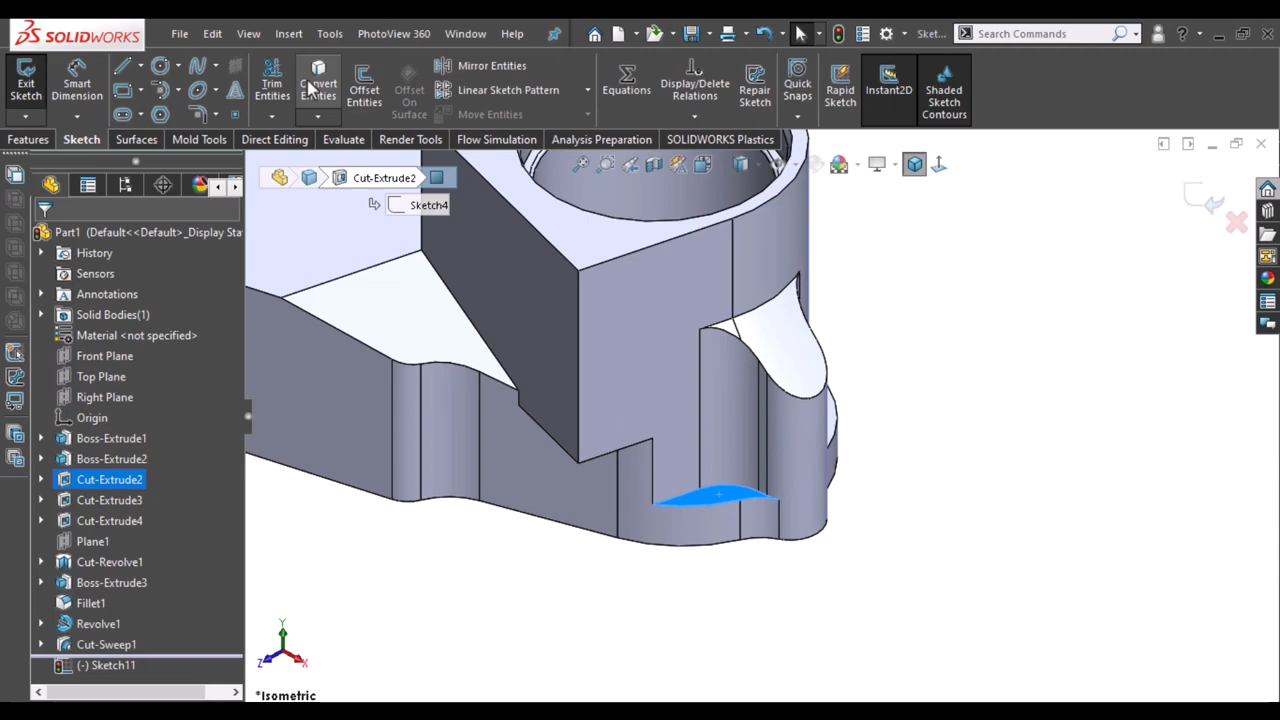 SOLIDWORKS File Edit View Insert Tools PhotoView 360 Window Help Sket... Search Commands
Exit Sketch Smart Dimension Trim Entities Convert Entities Offset Entities Offset On Surface Mirror Entities Linear Sketch Pattern Move Entities Equations Display/Delete Relations Repair Sketch Quick Snaps Rapid Sketch Instant2D Shaded Sketch Contours
Features Sketch Surfaces Mold Tools Direct Editing Evaluate Render Tools Flow Simulation Analysis Preparation SOLIDWORKS Plastics
Cut-Extrude2
Sketch4
Part1 (Default<<Default>_Display Sta
History
Sensors
Annotations
Solid Bodies(1)
Material <not specified>
Front Plane
Top Plane
Right Plane
Origin
Boss-Extrude1
Boss-Extrude2
Cut-Extrude2
Cut-Extrude3
Cut-Extrude4
Plane1
Cut-Revolve1
Boss-Extrude3
Fillet1
Revolve1
Cut-Sweep1
(-) Sketch11
Y
Z X
*Isometric